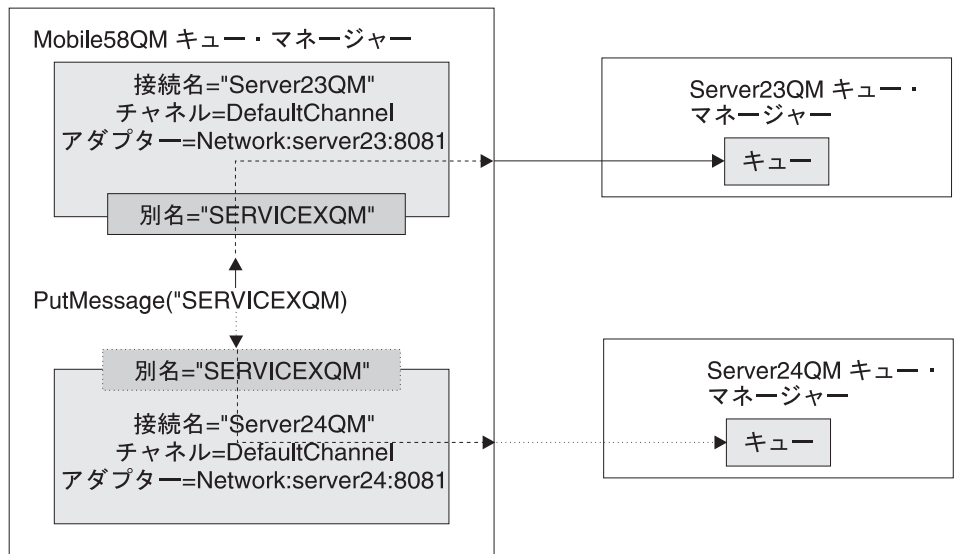 Mobile58QM キュー・マネージャー
接続名="Server23QM"
チャネル=DefaultChannel
アダプター=Network:server23:8081
別名="SERVICEXQM"
PutMessage("SERVICEXQM)
別名="SERVICEXQM"
接続名="Server24QM"
チャネル=DefaultChannel
アダプター=Network:server24:8081
Server23QM キュー・
マネージャー
キュー
Server24QM キュー・
マネージャー
キュー